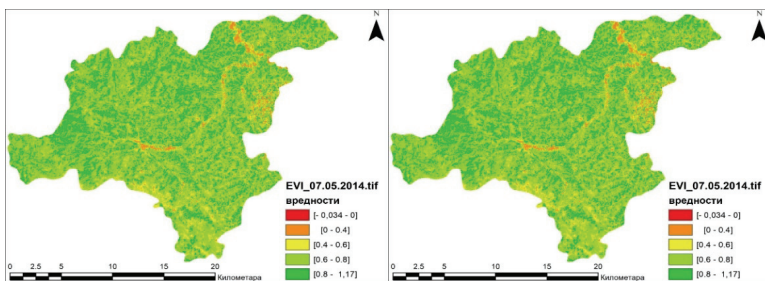 N
EVI_07.05.2014.tif
вредности
[- 0,034 - 0]
[0 - 0.4]
[0.4 - 0.6]
[0.6 - 0.8]
[0.8 - 1,17]
0 2.5 5 10 15 20
Километара
N
EVI_07.05.2014.tif
вредности
[- 0,034 - 0]
[0 - 0.4]
[0.4 - 0.6]
[0.6 - 0.8]
[0.8 - 1,17]
0 2.5 5 10 15 20
Километара